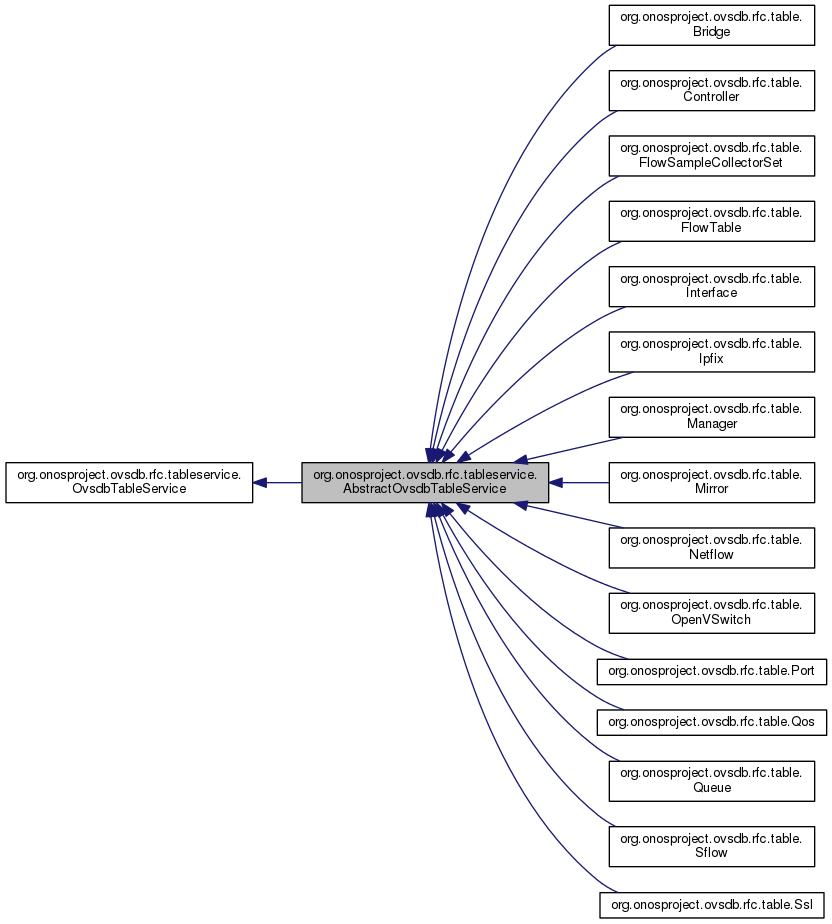 org.onosproject.ovsdb.rfc.tableservice.
OvsdbTableService
org.onosproject.ovsdb.rfc.tableservice.
AbstractOvsdbTableService
org.onosproject.ovsdb.rfc.table.
Bridge
org.onosproject.ovsdb.rfc.table.
Controller
org.onosproject.ovsdb.rfc.table.
FlowSampleCollectorSet
org.onosproject.ovsdb.rfc.table.
FlowTable
org.onosproject.ovsdb.rfc.table.
Interface
org.onosproject.ovsdb.rfc.table.
Ipfix
org.onosproject.ovsdb.rfc.table.
Manager
org.onosproject.ovsdb.rfc.table.
Mirror
org.onosproject.ovsdb.rfc.table.
Netflow
org.onosproject.ovsdb.rfc.table.
OpenVSwitch
org.onosproject.ovsdb.rfc.table.Port
org.onosproject.ovsdb.rfc.table.Qos
org.onosproject.ovsdb.rfc.table.
Queue
org.onosproject.ovsdb.rfc.table.
Sflow
org.onosproject.ovsdb.rfc.table.Ssl